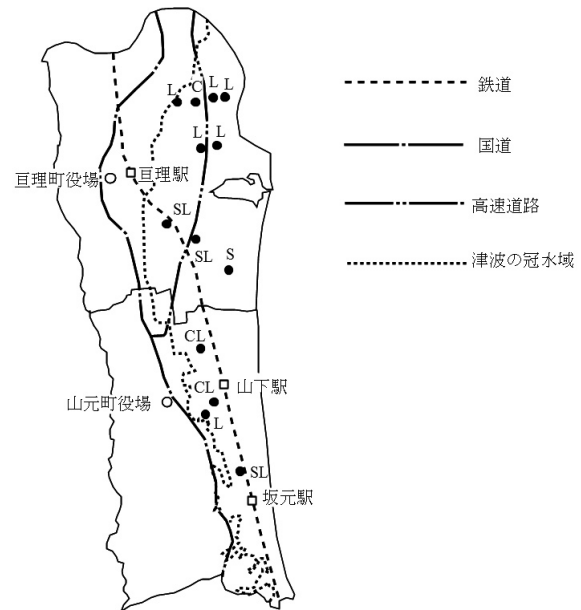 L C L L
L L
亘理町役場
亘理駅
SL
SL
S
CL
山下駅
CL
山元町役場
L
SL
坂元駅
鉄道
国道
高速道路
津波の冠水域